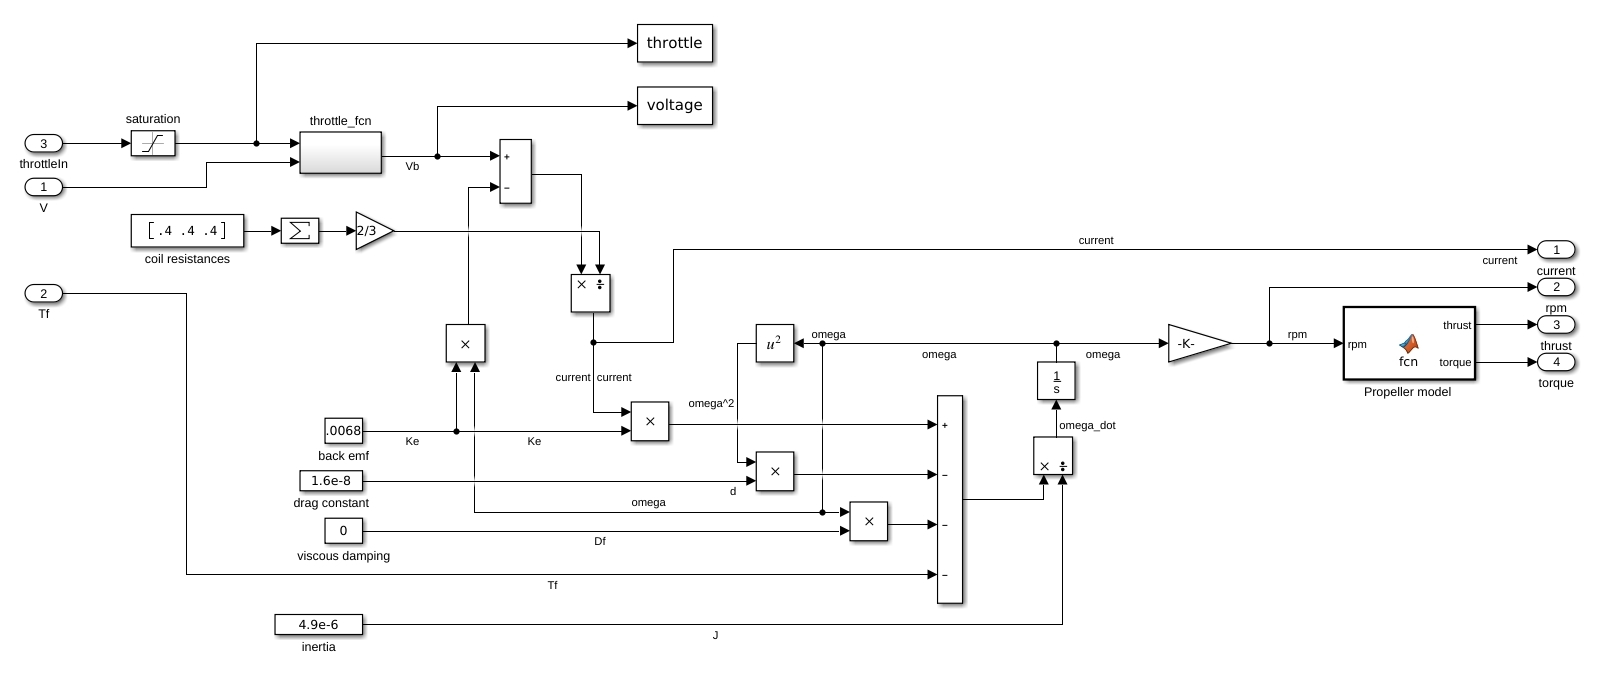 throttle
voltage
saturation
throttle_fcn
3
throttleIn
Vb
+
−
1
V
[.4 .4 .4]
coil resistances
∑
2/3
current
current
1
current
2
rpm
3
thrust
4
torque
2
Tf
× ÷
×
u²
omega
omega
omega
-K-
rpm
rpm
thrust
torque
fcn
Propeller model
1
s
omega_dot
× ÷
current
current
omega^2
×
.0068
back emf
Ke
Ke
+
−
−
−
1.6e-8
drag constant
d
×
omega
×
0
viscous damping
Df
Tf
4.9e-6
inertia
J